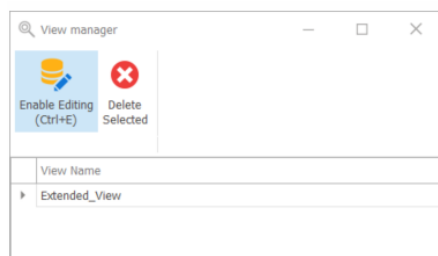 View manager
Enable Editing
(Ctrl+E)
Delete
Selected
View Name
Extended_View